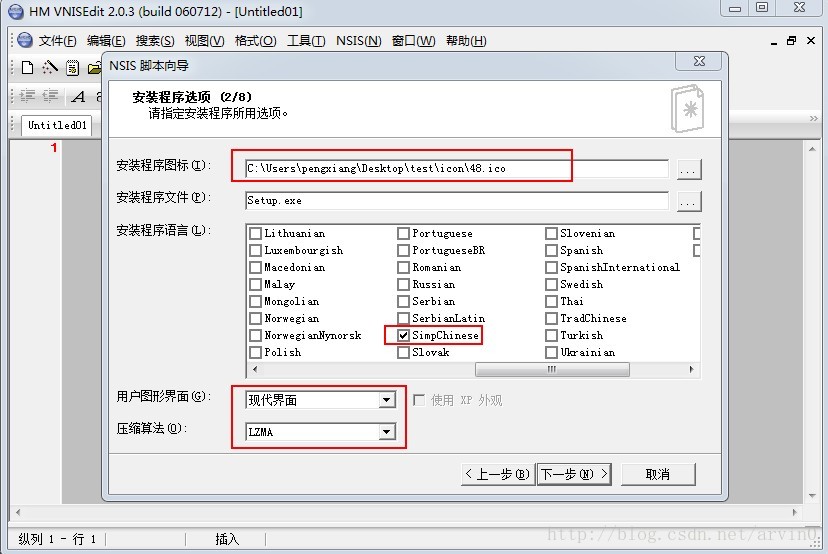 HM VNISEdit 2.0.3 (build 060712) - [Untitled01]
文件(F) 编辑(E) 搜索(S) 视图(V) 格式(O) 工具(T) NSIS(N) 窗口(W) 帮助(H)
NSIS 脚本向导
安装程序选项 (2/8)
请指定安装程序所用选项。
Untitled01
1
安装程序图标(I): C:\Users\pengxiang\Desktop\test\icon\48.ico ...
安装程序文件(P): Setup.exe ...
安装程序语言(L):
Lithuanian Portuguese Slovenian
Luxembourgish PortugueseBR Spanish
Macedonian Romanian SpanishInternational
Malay Russian Swedish
Mongolian Serbian Thai
Norwegian SerbianLatin TradChinese
NorwegianNynorsk SimpChinese Turkish
Polish Slovak Ukrainian
用户图形界面(G): 现代界面 使用 XP 外观
压缩算法(O): LZMA
< 上一步(B) 下一步(N) > 取消
http://blog.csdn.net/arvin0
纵列 1 - 行 1 插入